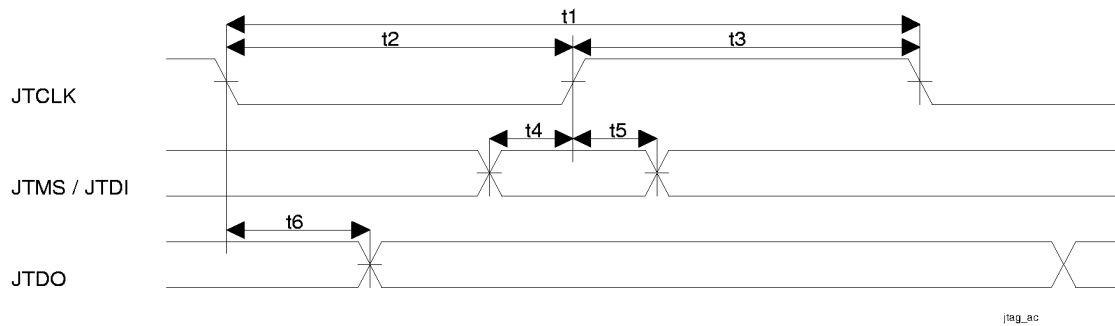 t1
t2 t3
JTCLK
t4 t5
JTMS / JTDI
t6
JTDO
jtag_ac